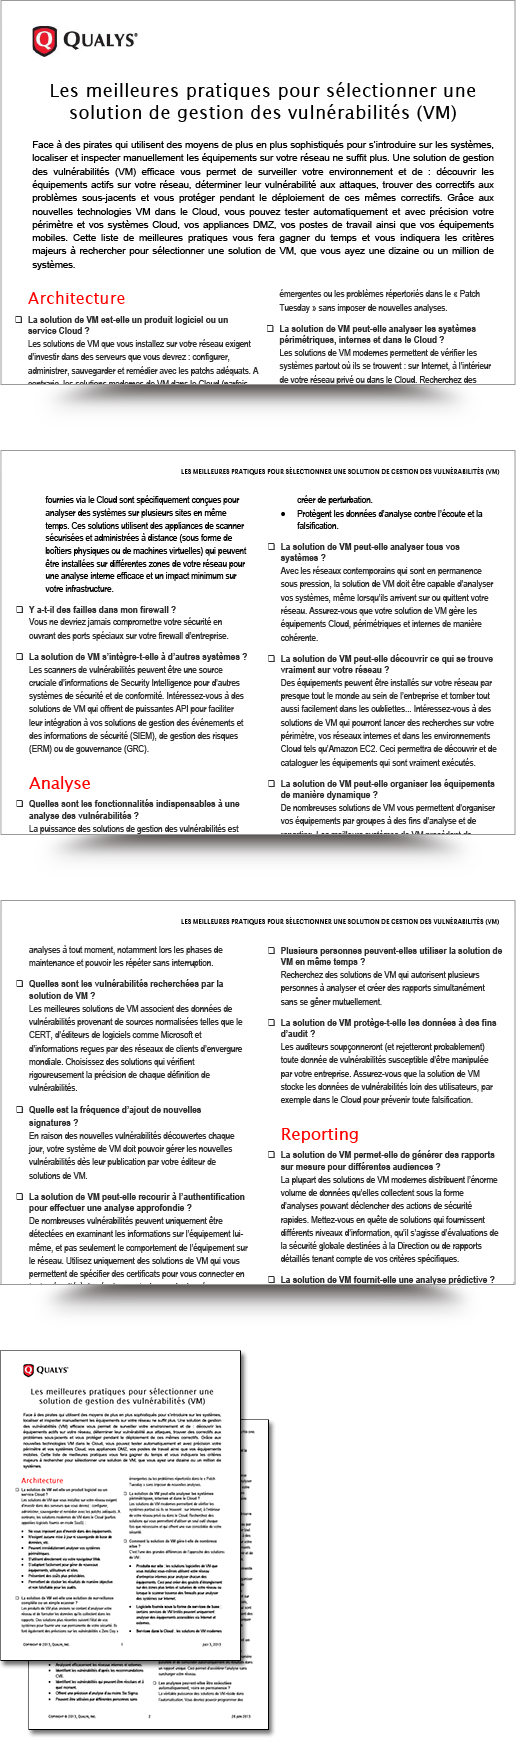 QUALYS®
Les meilleures pratiques pour sélectionner une
solution de gestion des vulnérabilités (VM)
Face à des pirates qui utilisent des moyens de plus en plus sophistiqués pour s'introduire sur les systèmes,
localiser et inspecter manuellement les équipements sur votre réseau ne suffit plus. Une solution de gestion
des vulnérabilités (VM) efficace vous permet de surveiller votre environnement et de : découvrir les
équipements actifs sur votre réseau, déterminer leur vulnérabilité aux attaques, trouver des correctifs aux
problèmes sous-jacents et vous protéger pendant le déploiement de ces mêmes correctifs. Grâce aux
nouvelles technologies VM dans le Cloud, vous pouvez tester automatiquement et avec précision votre
périmètre et vos systèmes Cloud, vos appliances DMZ, vos postes de travail ainsi que vos équipements
mobiles. Cette liste de meilleures pratiques vous fera gagner du temps et vous indiquera les critères
majeurs à rechercher pour sélectionner une solution de VM, que vous ayez une dizaine ou un million de
systèmes.
Architecture
❑ La solution de VM est-elle un produit logiciel ou un
service Cloud ?
Les solutions de VM que vous installez sur votre réseau exigent
d'investir dans des serveurs que vous devrez : configurer,
administrer, sauvegarder et remédier avec les patchs adéquats. A
contrario, les solutions modernes de VM dans le Cloud (parfois
émergentes ou les problèmes répertoriés dans le « Patch
Tuesday » sans imposer de nouvelles analyses.
❑ La solution de VM peut-elle analyser les systèmes
périmétriques, internes et dans le Cloud ?
Les solutions de VM modernes permettent de vérifier les
systèmes partout où ils se trouvent : sur Internet, à l'intérieur
de votre réseau privé ou dans le Cloud. Recherchez des
LES MEILLEURES PRATIQUES POUR SÉLECTIONNER UNE SOLUTION DE GESTION DES VULNÉRABILITÉS (VM)
fournies via le Cloud sont spécifiquement conçues pour
analyser des systèmes sur plusieurs sites en même
temps. Ces solutions utilisent des appliances de scanner
sécurisées et administrées à distance (sous forme de
boîtiers physiques ou de machines virtuelles) qui peuvent
être installées sur différentes zones de votre réseau pour
une analyse interne efficace et un impact minimum sur
votre infrastructure.
❑ Y a-t-il des failles dans mon firewall ?
Vous ne devriez jamais compromettre votre sécurité en
ouvrant des ports spéciaux sur votre firewall d'entreprise.
❑ La solution de VM s'intègre-t-elle à d'autres systèmes ?
Les scanners de vulnérabilités peuvent être une source
cruciale d'informations de Security Intelligence pour d'autres
systèmes de sécurité et de conformité. Intéressez-vous à des
solutions de VM qui offrent de puissantes API pour faciliter
leur intégration à vos solutions de gestion des événements et
des informations de sécurité (SIEM), de gestion des risques
(ERM) ou de gouvernance (GRC).
Analyse
❑ Quelles sont les fonctionnalités indispensables à une
analyse des vulnérabilités ?
La puissance des solutions de gestion des vulnérabilités est
créer de perturbation.
● Protègent les données d'analyse contre l'écoute et la
falsification.
❑ La solution de VM peut-elle analyser tous vos
systèmes ?
Avec les réseaux contemporains qui sont en permanence
sous pression, la solution de VM doit être capable d'analyser
vos systèmes, même lorsqu'ils arrivent sur ou quittent votre
réseau. Assurez-vous que votre solution de VM gère les
équipements Cloud, périmétriques et internes de manière
cohérente.
❑ La solution de VM peut-elle découvrir ce qui se trouve
vraiment sur votre réseau ?
Des équipements peuvent être installés sur votre réseau par
presque tout le monde au sein de l'entreprise et tomber tout
aussi facilement dans les oubliettes... Intéressez-vous à des
solutions de VM qui pourront lancer des recherches sur votre
périmètre, vos réseaux internes et dans les environnements
Cloud tels qu'Amazon EC2. Ceci permettra de découvrir et de
cataloguer les équipements qui sont vraiment exécutés.
❑ La solution de VM peut-elle organiser les équipements
de manière dynamique ?
De nombreuses solutions de VM vous permettent d'organiser
vos équipements par groupes à des fins d'analyse et de
LES MEILLEURES PRATIQUES POUR SÉLECTIONNER UNE SOLUTION DE GESTION DES VULNÉRABILITÉS (VM)
analyses à tout moment, notamment lors les phases de
maintenance et pouvoir les répéter sans interruption.
❑ Quelles sont les vulnérabilités recherchées par la
solution de VM ?
Les meilleures solutions de VM associent des données de
vulnérabilités provenant de sources normalisées telles que le
CERT, d'éditeurs de logiciels comme Microsoft et
d'informations reçues par des réseaux de clients d'envergure
mondiale. Choisissez des solutions qui vérifient
rigoureusement la précision de chaque définition de
vulnérabilités.
❑ Quelle est la fréquence d'ajout de nouvelles
signatures ?
En raison des nouvelles vulnérabilités découvertes chaque
jour, votre système de VM doit pouvoir gérer les nouvelles
vulnérabilités dès leur publication par votre éditeur de
solutions de VM.
❑ La solution de VM peut-elle recourir à l'authentification
pour effectuer une analyse approfondie ?
De nombreuses vulnérabilités peuvent uniquement être
détectées en examinant les informations sur l'équipement lui-
même, et pas seulement le comportement de l'équipement sur
le réseau. Utilisez uniquement des solutions de VM qui vous
permettent de spécifier des certificats pour vous connecter en
❑ Plusieurs personnes peuvent-elles utiliser la solution de
VM en même temps ?
Recherchez des solutions de VM qui autorisent plusieurs
personnes à analyser et créer des rapports simultanément
sans se gêner mutuellement.
❑ La solution de VM protège-t-elle les données à des fins
d'audit ?
Les auditeurs soupçonneront (et rejetteront probablement)
toute donnée de vulnérabilités susceptible d'être manipulée
par votre entreprise. Assurez-vous que la solution de VM
stocke les données de vulnérabilités loin des utilisateurs, par
exemple dans le Cloud pour prévenir toute falsification.
Reporting
❑ La solution de VM permet-elle de générer des rapports
sur mesure pour différentes audiences ?
La plupart des solutions de VM modernes distribuent l'énorme
volume de données qu'elles collectent sous la forme
d'analyses pouvant déclencher des actions de sécurité
rapides. Mettez-vous en quête de solutions qui fournissent
différents niveaux d'information, qu'il s'agisse d'évaluations de
la sécurité globale destinées à la Direction ou de rapports
détaillés tenant compte de vos critères spécifiques.
❑ La solution de VM fournit-elle une analyse prédictive ?
QUALYS®
Les meilleures pratiques pour sélectionner une
solution de gestion des vulnérabilités (VM)
Architecture